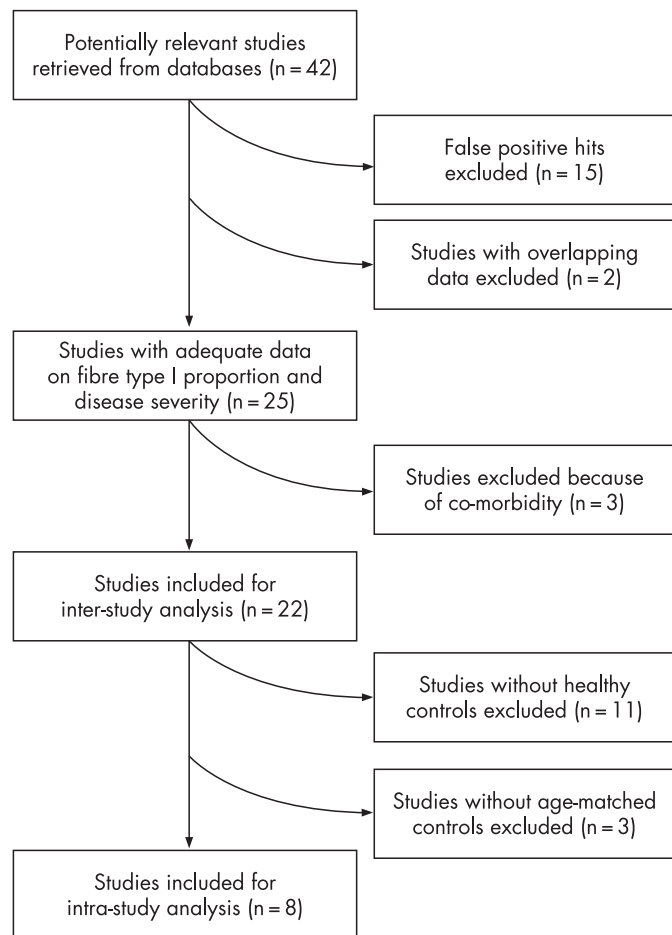 Potentially relevant studies
retrieved from databases (n = 42)
False positive hits
excluded (n = 15)
Studies with overlapping
data excluded (n = 2)
Studies with adequate data
on fibre type I proportion and
disease severity (n = 25)
Studies excluded because
of co-morbidity (n = 3)
Studies included for
inter-study analysis (n = 22)
Studies without healthy
controls excluded (n = 11)
Studies without age-matched
controls excluded (n = 3)
Studies included for
intra-study analysis (n = 8)